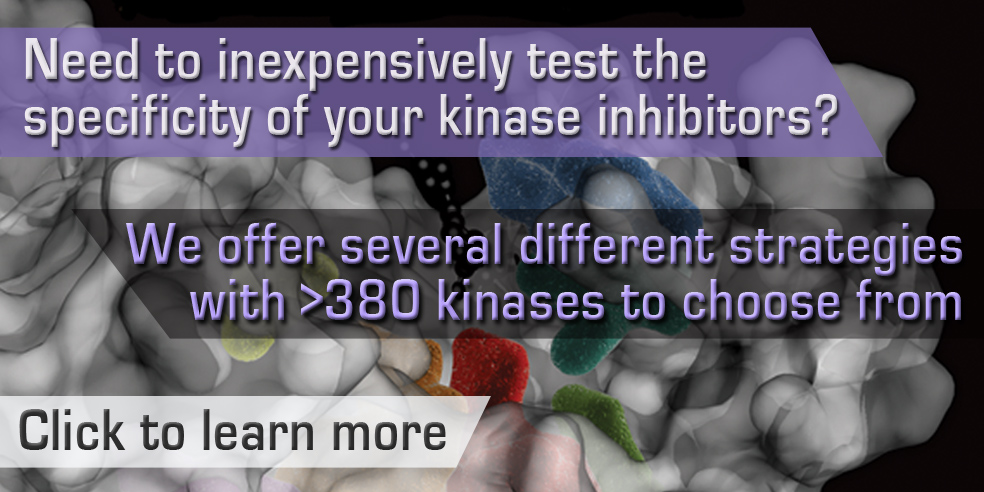 Need to inexpensively test the
specificity of your kinase inhibitors?
We offer several different strategies
with >380 kinases to choose from
Click to learn more